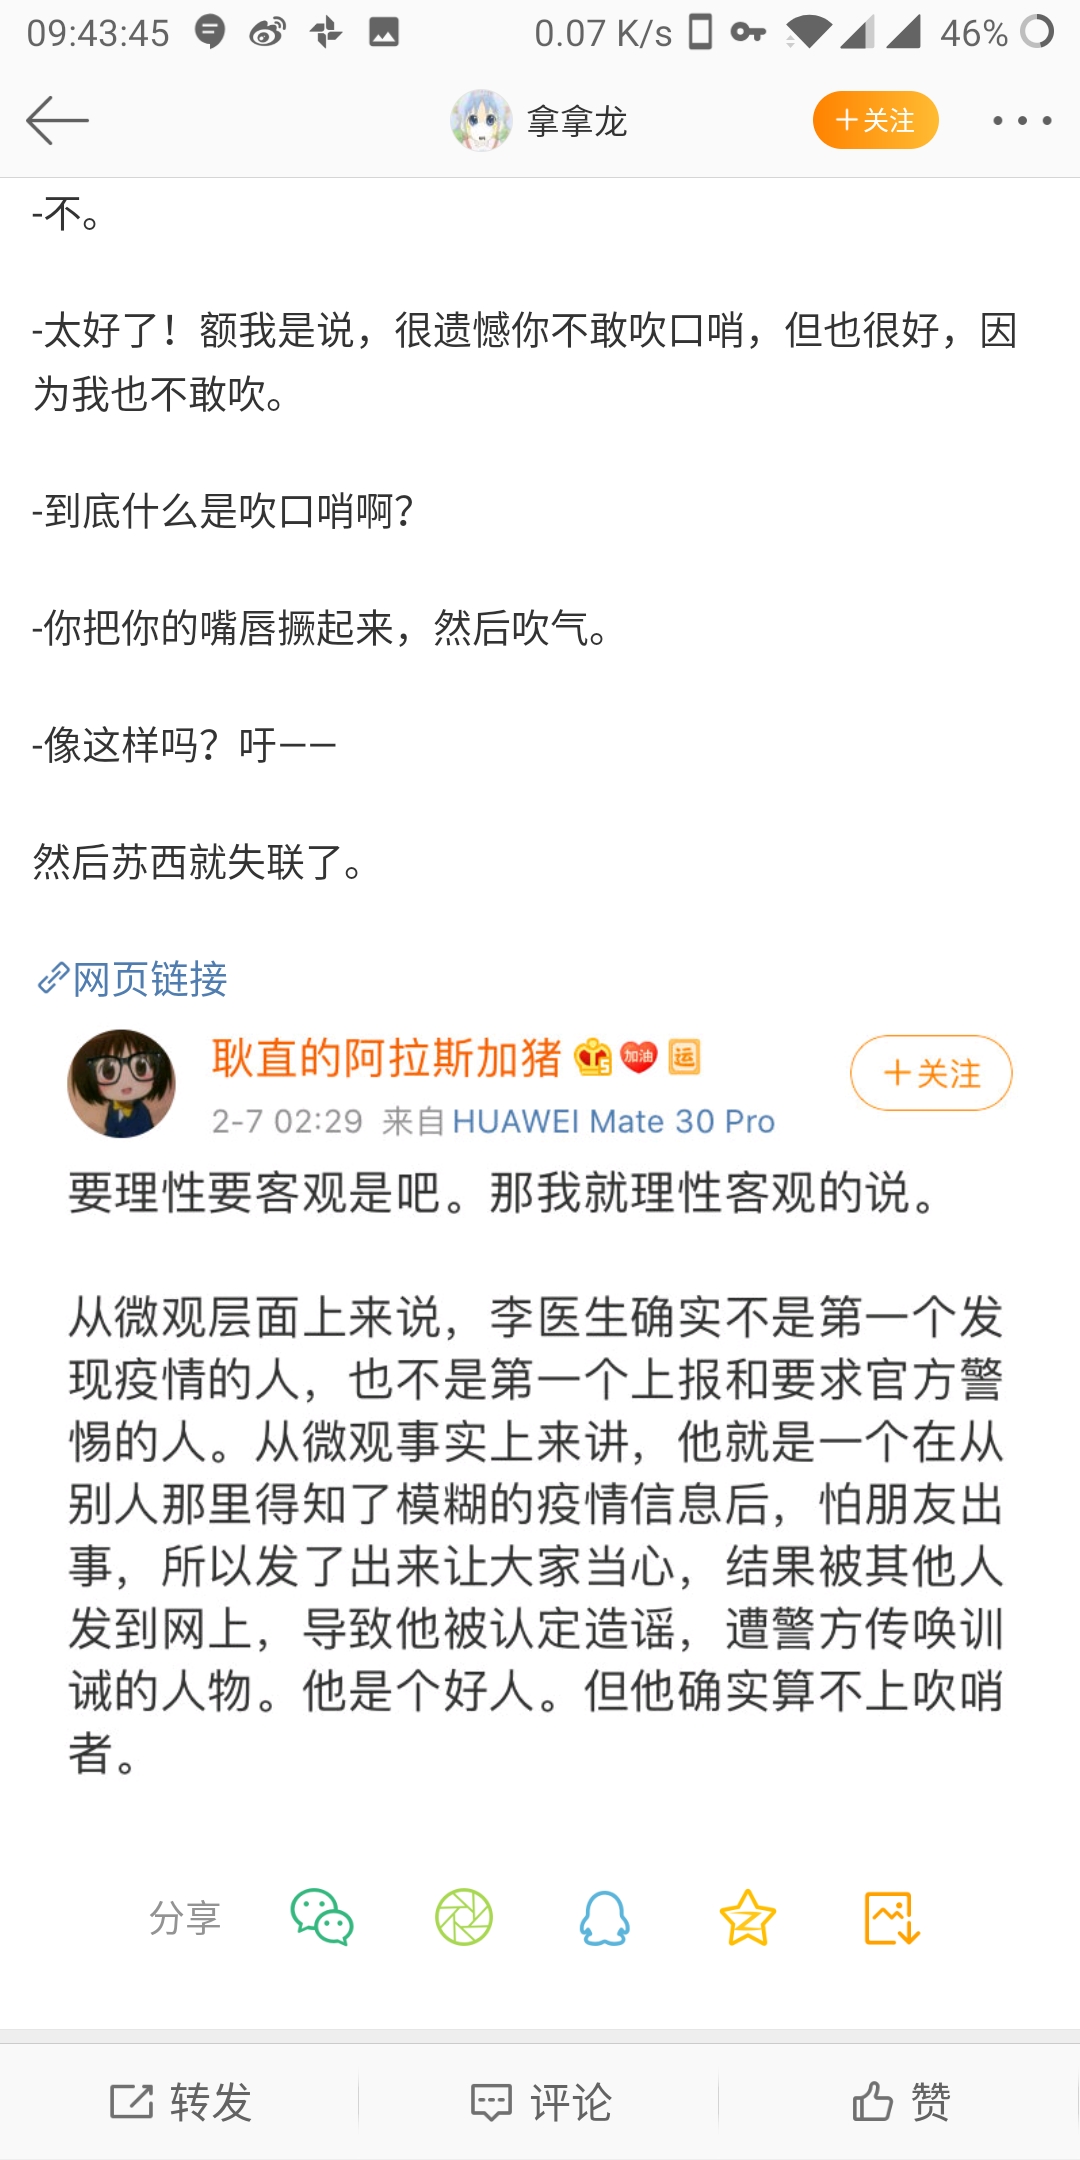 09:43:45 0.07 K/s 46%
拿拿龙 +关注
-不。
-太好了！额我是说，很遗憾你不敢吹口哨，但也很好，因
为我也不敢吹。
-到底什么是吹口哨啊？
-你把你的嘴唇撅起来，然后吹气。
-像这样吗？吁——
然后苏西就失联了。
网页链接
耿直的阿拉斯加猪 5 加油 运 +关注
2-7 02:29 来自 HUAWEI Mate 30 Pro
要理性要客观是吧。那我就理性客观的说。
从微观层面上来说，李医生确实不是第一个发
现疫情的人，也不是第一个上报和要求官方警
惕的人。从微观事实上来讲，他就是一个在从
别人那里得知了模糊的疫情信息后，怕朋友出
事，所以发了出来让大家当心，结果被其他人
发到网上，导致他被认定造谣，遭警方传唤训
诫的人物。他是个好人。但他确实算不上吹哨
者。
分享
转发 评论 赞